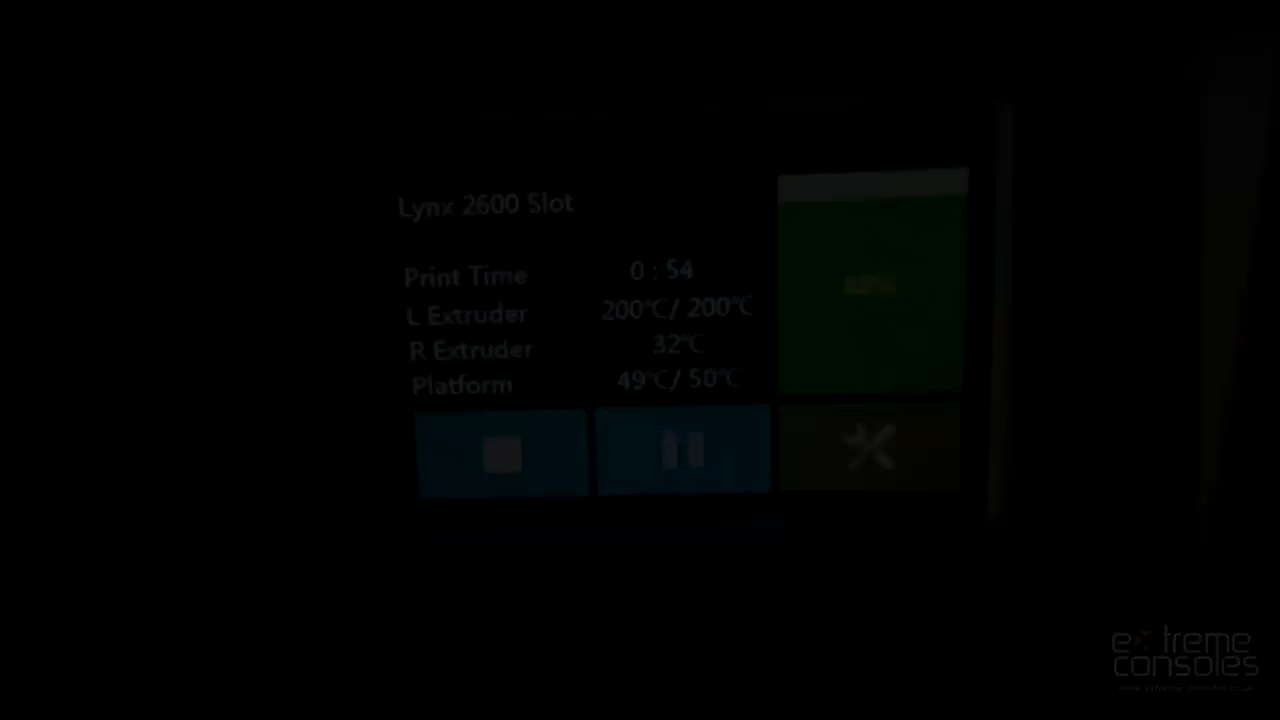 Lynx 2600 Slot
Print Time 0 : 54
L Extruder 200℃/ 200℃
R Extruder 32℃
Platform 49℃/ 50℃
extreme
consoles